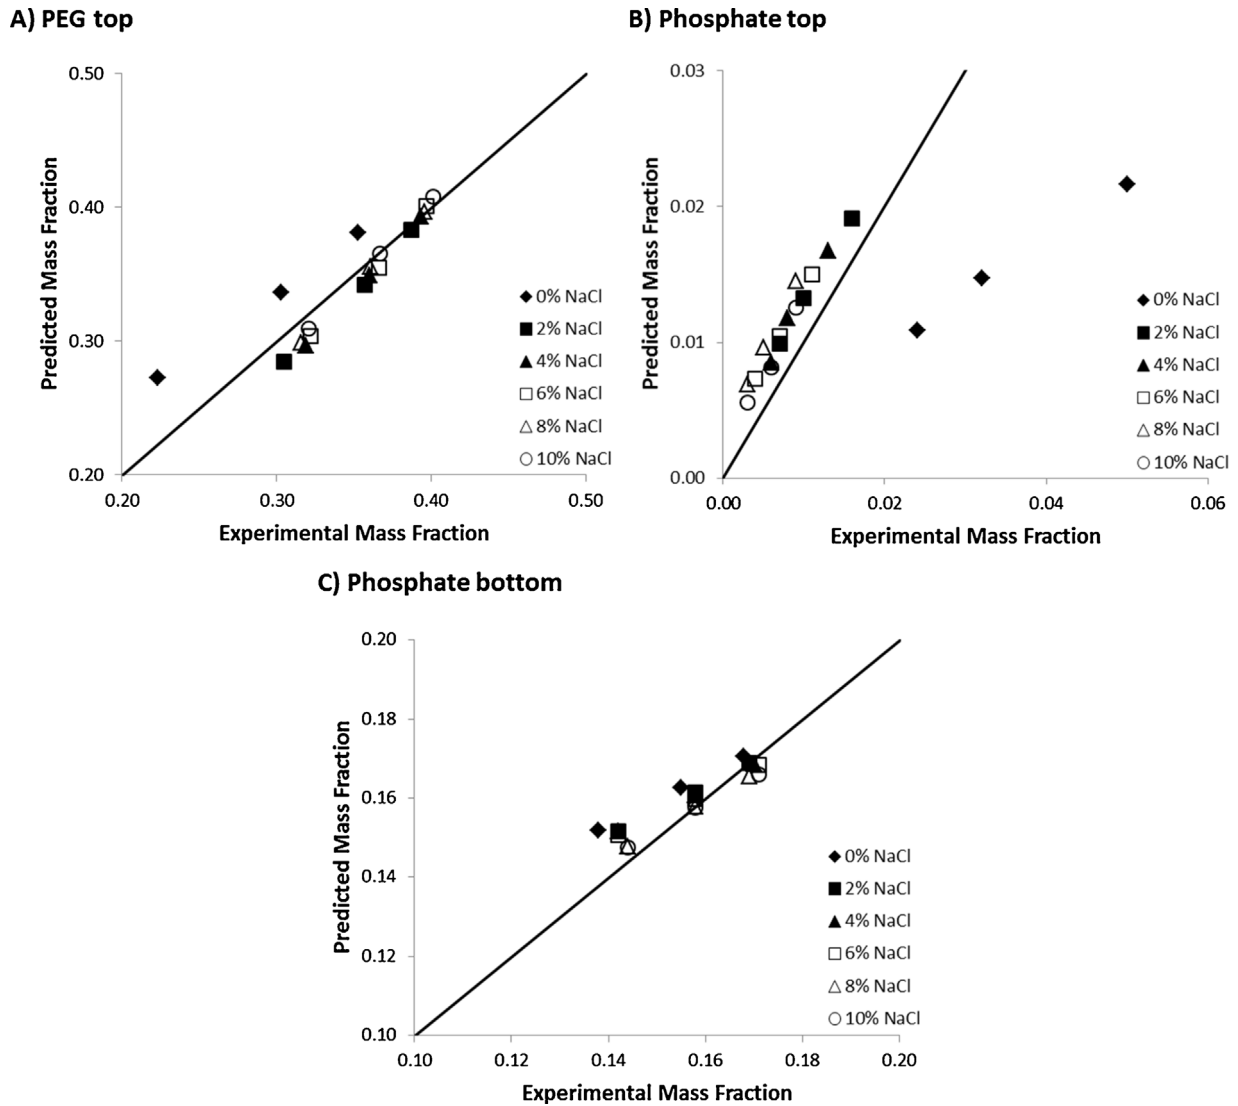 A) PEG top
B) Phosphate top
0.50
0.40
0.30
0.20
Predicted Mass Fraction
0.20
0.30
0.40
0.50
Experimental Mass Fraction
0% NaCl
2% NaCl
4% NaCl
6% NaCl
8% NaCl
10% NaCl
0.03
0.02
0.01
0.00
Predicted Mass Fraction
0.00
0.02
0.04
0.06
Experimental Mass Fraction
0% NaCl
2% NaCl
4% NaCl
6% NaCl
8% NaCl
10% NaCl
C) Phosphate bottom
0.20
0.18
0.16
0.14
0.12
0.10
Predicted Mass Fraction
0.10
0.12
0.14
0.16
0.18
0.20
Experimental Mass Fraction
0% NaCl
2% NaCl
4% NaCl
6% NaCl
8% NaCl
10% NaCl